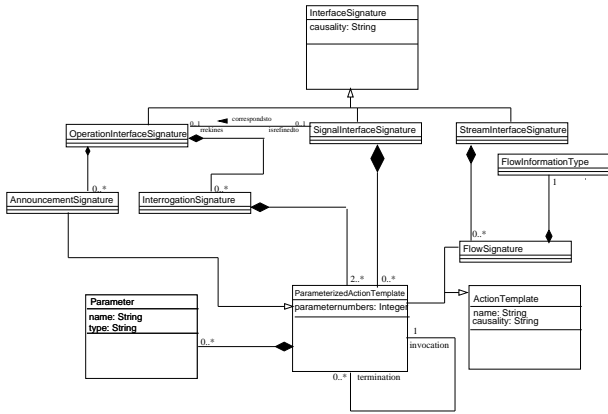 InterfaceSignature
causality: String
0..1
correspondsto
0..1
isrefinedto
OperationInterfaceSignature
SignalInterfaceSignature
StreamInterfaceSignature
FlowInformationType
1
0..*
0..*
AnnouncementSignature
InterrogationSignature
0..*
FlowSignature
2..*
0..*
ParameterizedActionTemplate
parameternumbers: Integer
Parameter
name: String
type: String
ActionTemplate
name: String
causality: String
0..*
1
invocation
0..*
termination